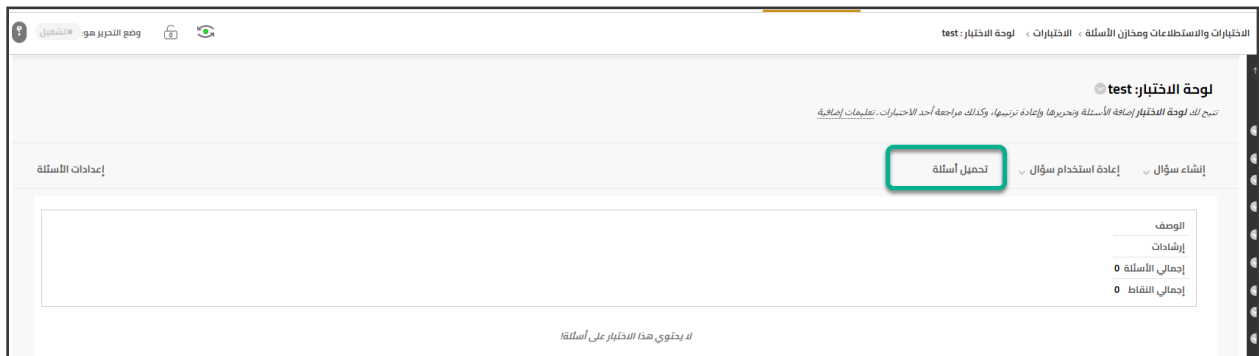 الاختبارات والاستطلاعات ومخازن الأسئلة › الاختبارات › لوحة الاختبار : test
وضع التحرير هو: تشغيل ?
لوحة الاختبار: test
تتيح لك لوحة الاختبار إضافة الأسئلة وتحريرها وإعادة ترتيبها، وكذلك مراجعة أحد الاختبارات. تعليمات إضافية
إنشاء سؤال إعادة استخدام سؤال تحميل أسئلة إعدادات الأسئلة
الوصف
إرشادات
إجمالي الأسئلة 0
إجمالي النقاط 0
لا يحتوي هذا الاختبار على أسئلة!